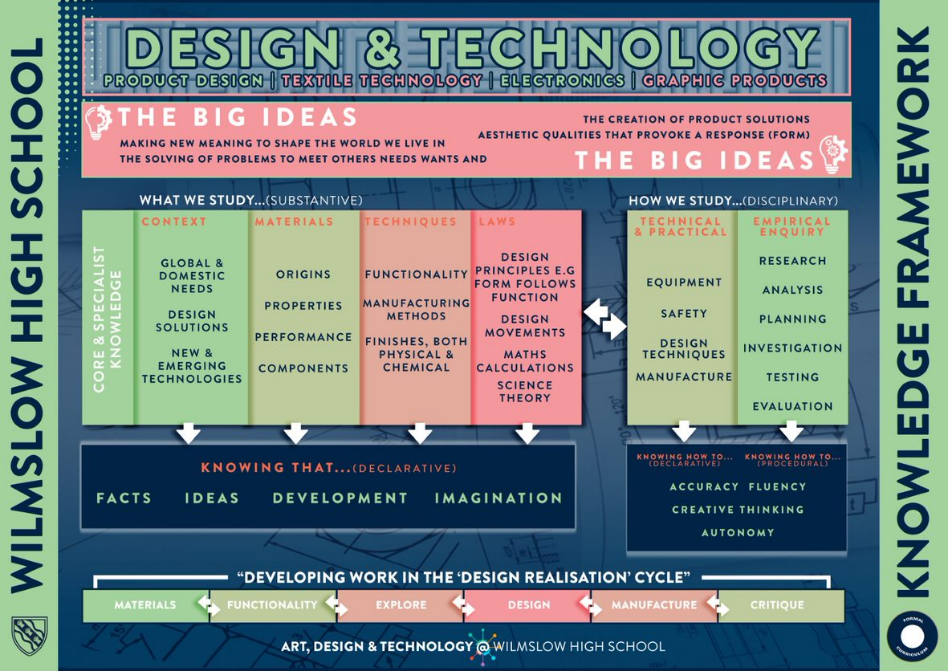 WILMSLOW HIGH SCHOOL
DESIGN & TECHNOLOGY
PRODUCT DESIGN | TEXTILE TECHNOLOGY | ELECTRONICS | GRAPHIC PRODUCTS
THE BIG IDEAS
MAKING NEW MEANING TO SHAPE THE WORLD WE LIVE IN
THE SOLVING OF PROBLEMS TO MEET OTHERS NEEDS WANTS AND
THE CREATION OF PRODUCT SOLUTIONS
AESTHETIC QUALITIES THAT PROVOKE A RESPONSE (FORM)
THE BIG IDEAS
WHAT WE STUDY...(SUBSTANTIVE)
CORE & SPECIALIST
KNOWLEDGE
CONTEXT
GLOBAL &
DOMESTIC
NEEDS
DESIGN
SOLUTIONS
NEW &
EMERGING
TECHNOLOGIES
MATERIALS
ORIGINS
PROPERTIES
PERFORMANCE
COMPONENTS
TECHNIQUES
FUNCTIONALITY
MANUFACTURING
METHODS
FINISHES, BOTH
PHYSICAL &
CHEMICAL
LAWS
DESIGN
PRINCIPLES E.G
FORM FOLLOWS
FUNCTION
DESIGN
MOVEMENTS
MATHS
CALCULATIONS
SCIENCE
THEORY
HOW WE STUDY...(DISCIPLINARY)
TECHNICAL
& PRACTICAL
EQUIPMENT
SAFETY
DESIGN
TECHNIQUES
MANUFACTURE
EMPIRICAL
ENQUIRY
RESEARCH
ANALYSIS
PLANNING
INVESTIGATION
TESTING
EVALUATION
KNOWING THAT...(DECLARATIVE)
FACTS IDEAS DEVELOPMENT IMAGINATION
KNOWING HOW TO...
(DECLARATIVE)
KNOWING HOW TO...
(PROCEDURAL)
ACCURACY FLUENCY
CREATIVE THINKING
AUTONOMY
"DEVELOPING WORK IN THE 'DESIGN REALISATION' CYCLE"
MATERIALS FUNCTIONALITY EXPLORE DESIGN MANUFACTURE CRITIQUE
ART, DESIGN & TECHNOLOGY @ WILMSLOW HIGH SCHOOL
KNOWLEDGE FRAMEWORK
FORMAL
CURRICULUM